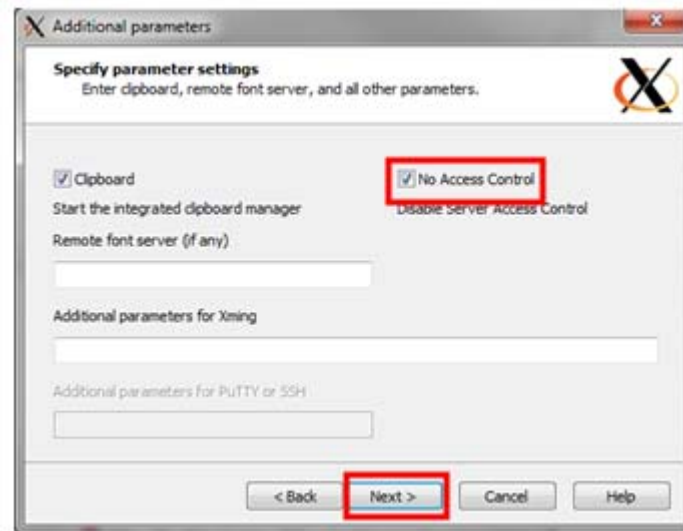 Additional parameters
Specify parameter settings
Enter clipboard, remote font server, and all other parameters.
Clipboard
No Access Control
Start the integrated clipboard manager
Disable Server Access Control
Remote font server (if any)
Additional parameters for Xming
Additional parameters for PuTTY or SSH
< Back
Next >
Cancel
Help